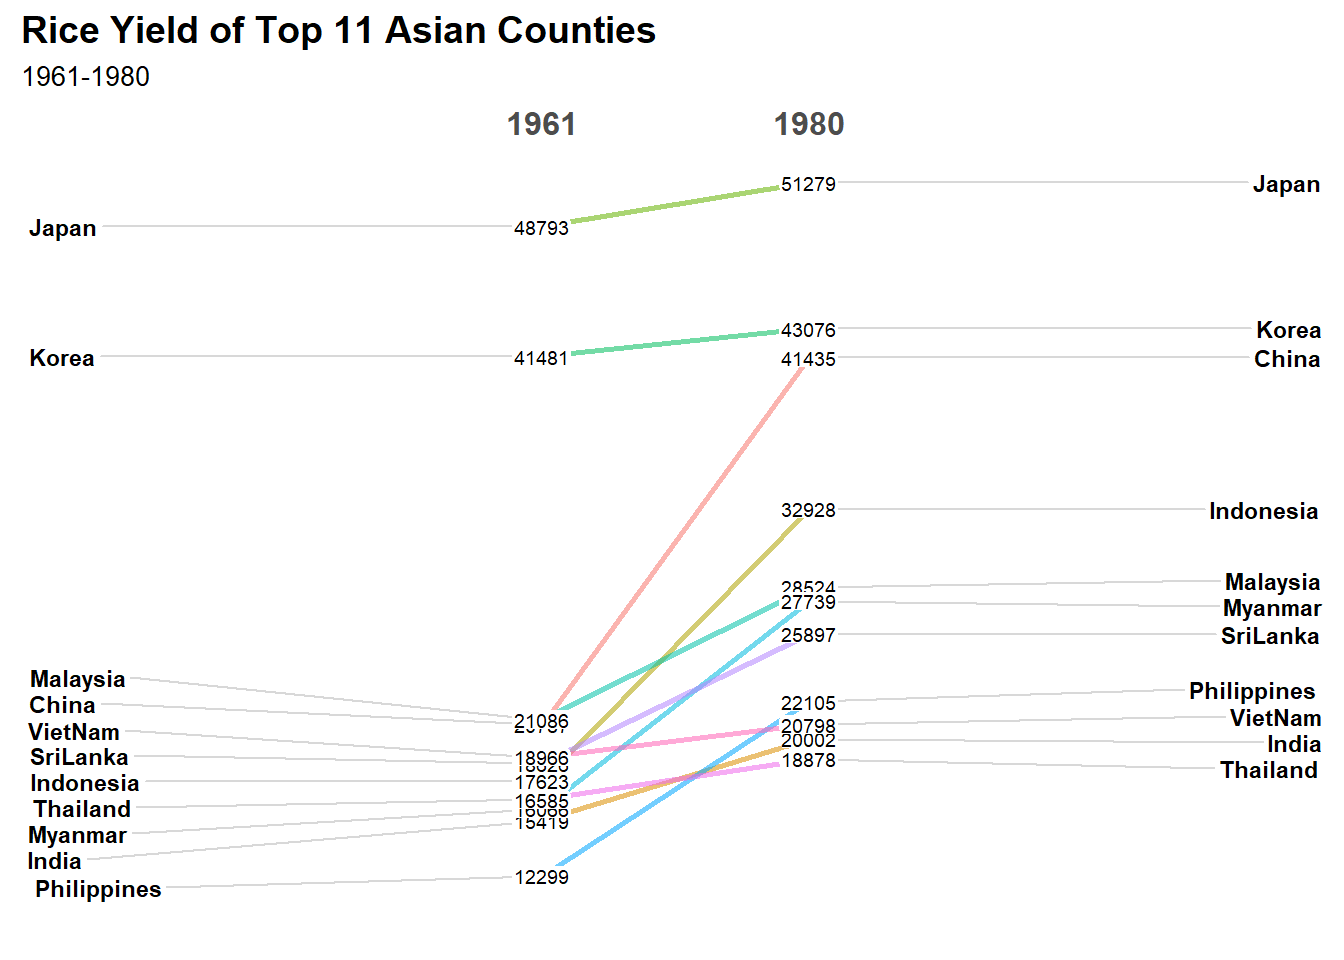 Rice Yield of Top 11 Asian Counties
1961-1980
1961 1980
51279 Japan
Japan 48793
43076 Korea
Korea 41481
41435 China
32928 Indonesia
28524 Malaysia
27739 Myanmar
25897 SriLanka
Malaysia
22105 Philippines
China
21086
20798 VietNam
VietNam
20002 India
SriLanka
18966
18878 Thailand
Indonesia 17623
Thailand 16585
Myanmar
India 15419
Philippines 12299